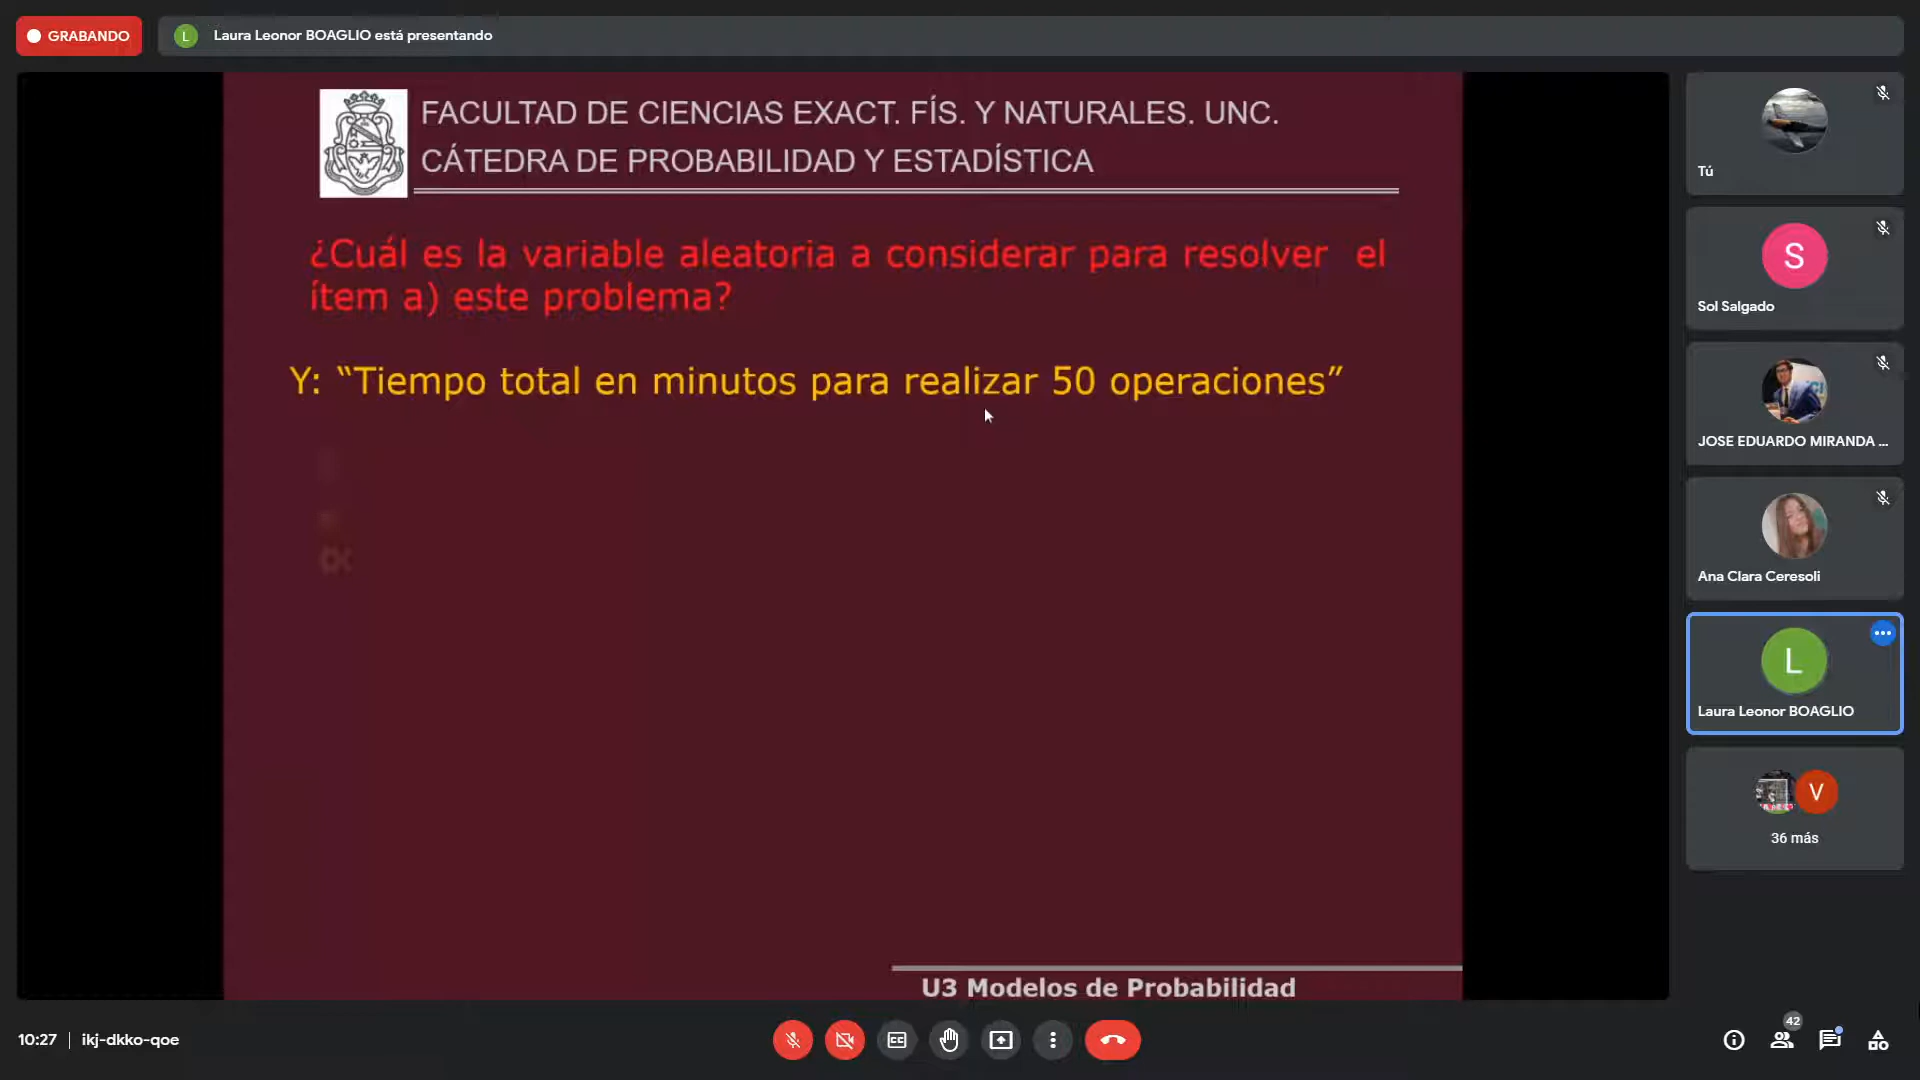 GRABANDO
L Laura Leonor BOAGLIO está presentando
FACULTAD DE CIENCIAS EXACT. FÍS. Y NATURALES. UNC.
CÁTEDRA DE PROBABILIDAD Y ESTADÍSTICA
¿Cuál es la variable aleatoria a considerar para resolver el
ítem a) este problema?
Y: “Tiempo total en minutos para realizar 50 operaciones”
U3 Modelos de Probabilidad
Tú
S
Sol Salgado
JOSE EDUARDO MIRANDA ...
Ana Clara Ceresoli
L
Laura Leonor BOAGLIO
V
36 más
10:27 | ikj-dkko-qoe
CC
42